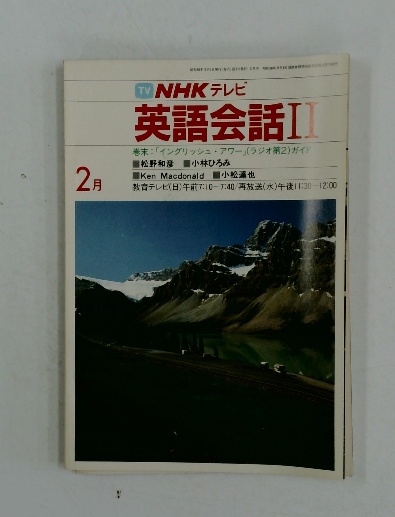 TV NHKテレビ
英語会話II
巻末:「イングリッシュ・アワー」(ラジオ第2)ガイド
■松野和彦 ■小林ひろみ
■Ken Macdonald ■小松達也
2月
教育テレビ(日)午前7:10〜7:40/再放送(水)午後11:30〜12:00